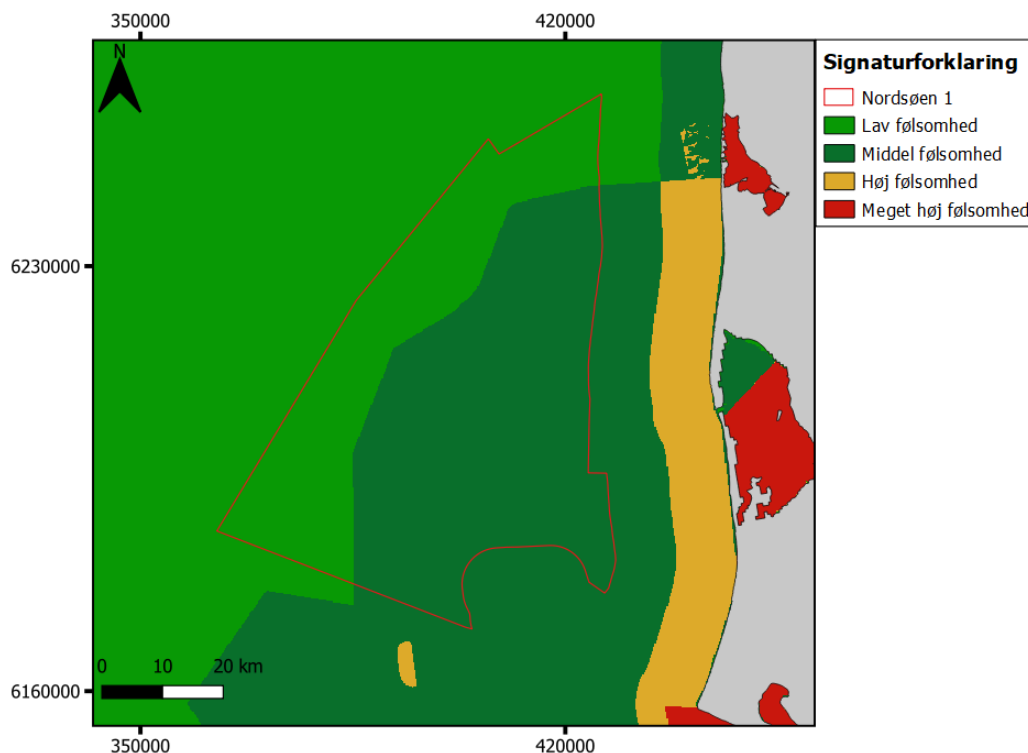 350000
420000
N
Signaturforklaring
Nordsøen 1
Lav følsomhed
Middel følsomhed
Høj følsomhed
Meget høj følsomhed
6230000
0 10 20 km
6160000
350000
420000